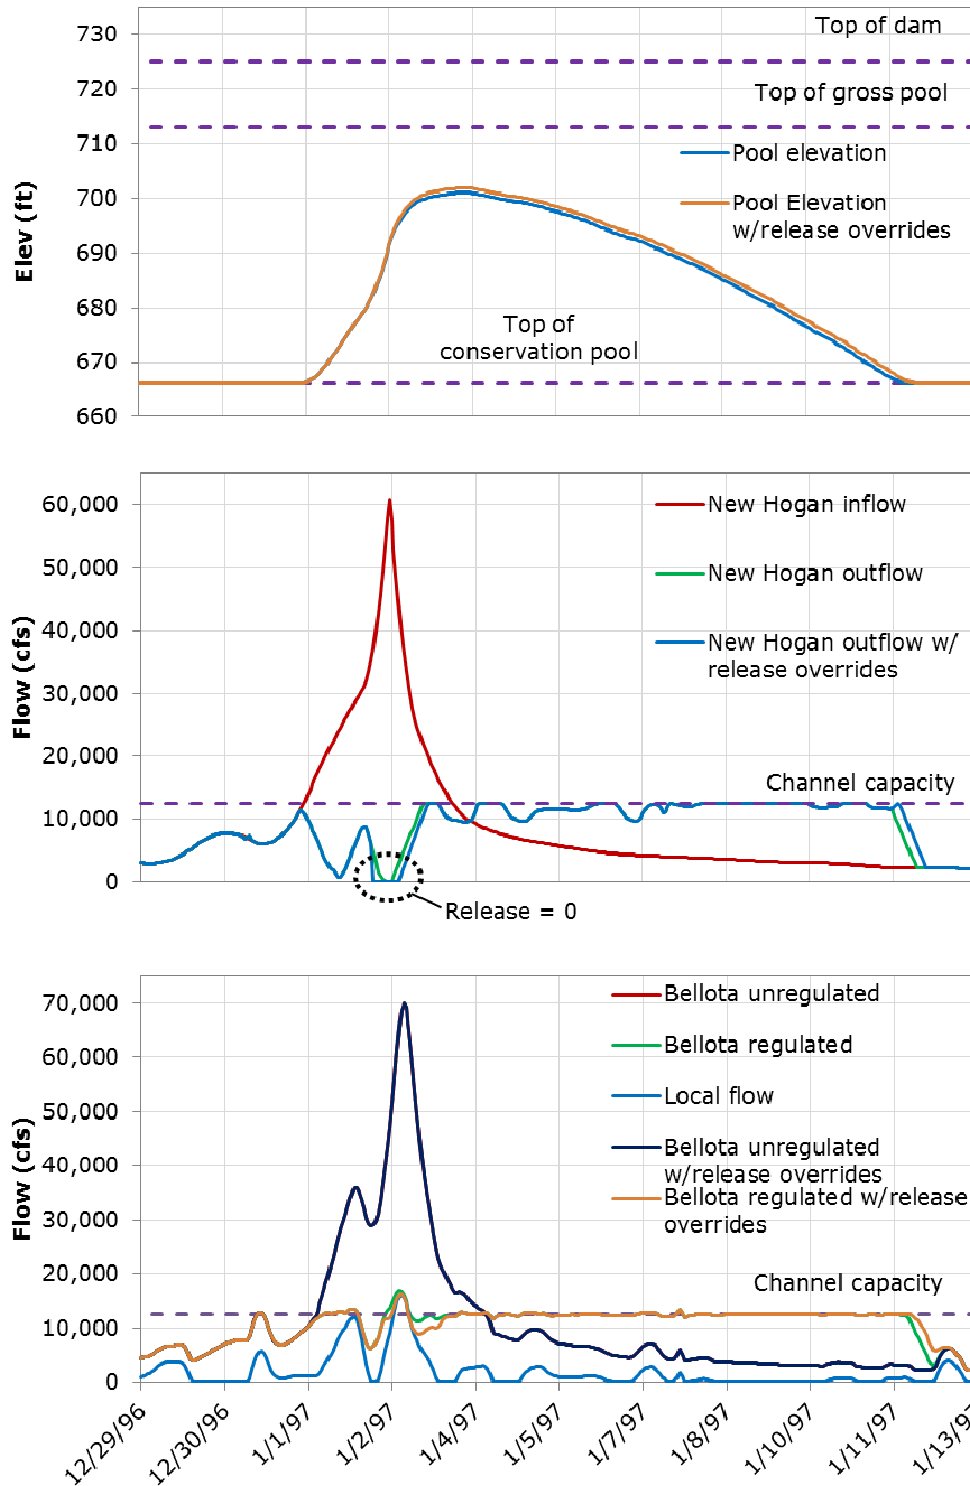 730
720
710
700
690
680
670
660
Elev (ft)
Top of dam
Top of gross pool
Pool elevation
Pool Elevation
w/release overrides
Top of
conservation pool
60,000
50,000
40,000
30,000
20,000
10,000
0
Flow (cfs)
New Hogan inflow
New Hogan outflow
New Hogan outflow w/
release overrides
Channel capacity
Release = 0
70,000
60,000
50,000
40,000
30,000
20,000
10,000
0
Flow (cfs)
Bellota unregulated
Bellota regulated
Local flow
Bellota unregulated
w/release overrides
Bellota regulated w/release
overrides
Channel capacity
12/29/96
12/30/96
1/1/97
1/2/97
1/4/97
1/5/97
1/7/97
1/8/97
1/10/97
1/11/97